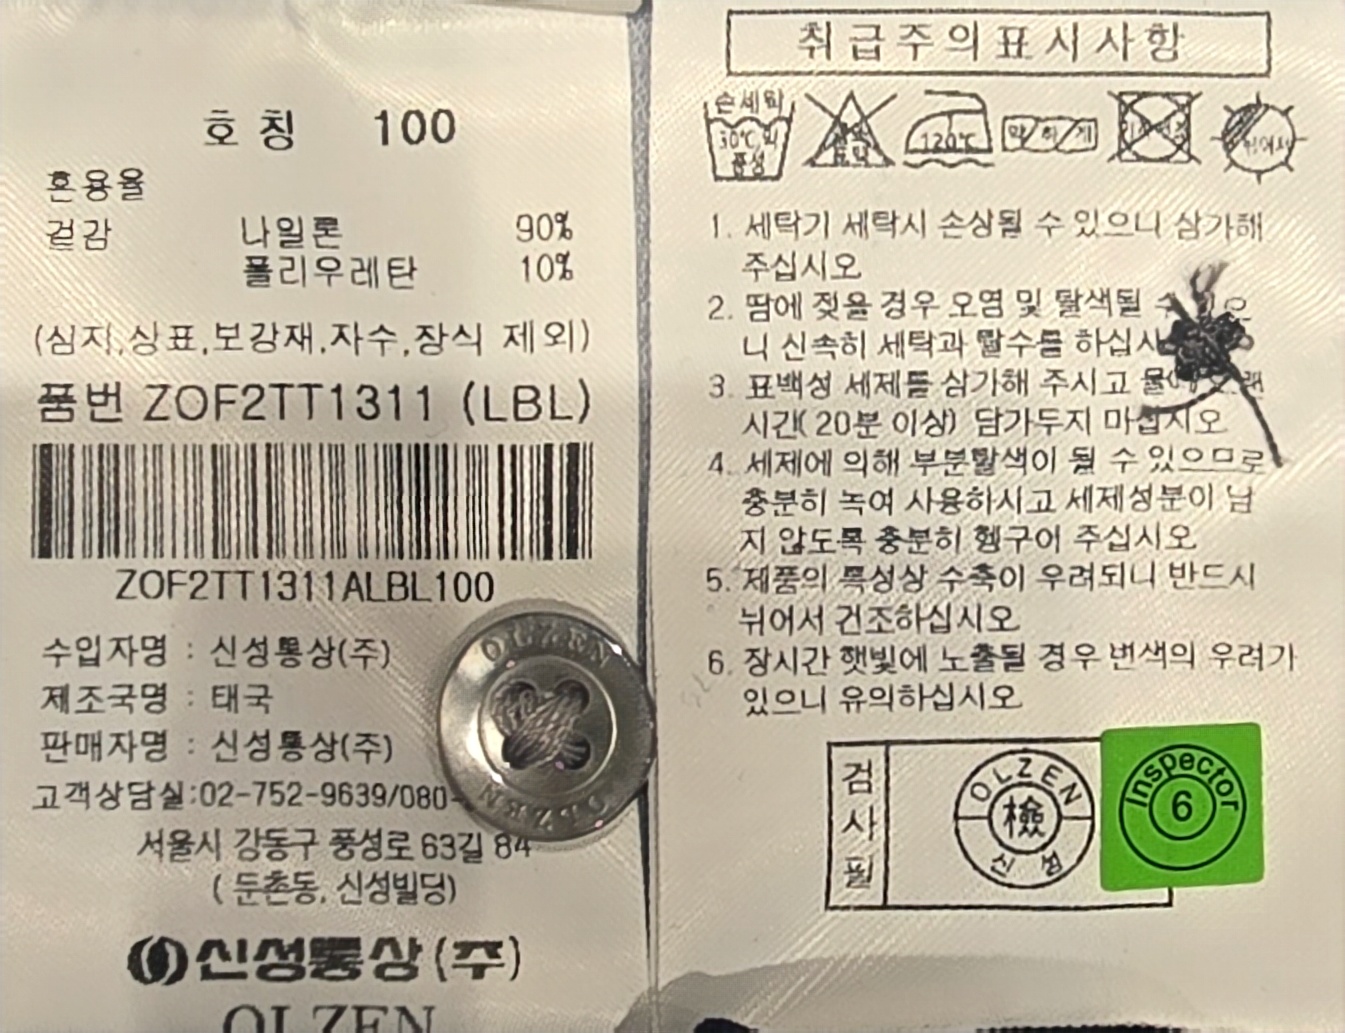 호칭 100
혼용율
겉감 나일론 90%
폴리우레탄 10%
(심지,상표,보강재,자수,장식 제외)
품번 ZOF2TT1311 (LBL)
ZOF2TT1311ALBL100
수입자명 : 신성통상(주)
제조국명 : 태국
판매자명 : 신성통상(주)
고객상담실:02-752-9639/080-
서울시 강동구 풍성로 63길 84
( 둔촌동, 신성빌딩)
신성통상(주)
OLZEN
OLZEN
OLZEN
취급주의표시사항
손세탁
30℃
중성
120℃
약하게
뉘어서
1. 세탁기 세탁시 손상될 수 있으니 삼가해
주십시오
2. 땀에 젖을 경우 오염 및 탈색될
니 신속히 세탁과 탈수를 하십시
3. 표백성 세제를 삼가해 주시고
시간( 20분 이상) 담가두지 마십시오
4. 세제에 의해 부분탈색이 될 수 있으므로
충분히 녹여 사용하시고 세제성분이 남
지 않도록 충분히 헹구어 주십시오
5. 제품의 특성상 수축이 우려되니 반드시
뉘어서 건조하십시오
6. 장시간 햇빛에 노출될 경우 변색의 우려가
있으니 유의하십시오
검사필
OLZEN
檢
신성
Inspector
6